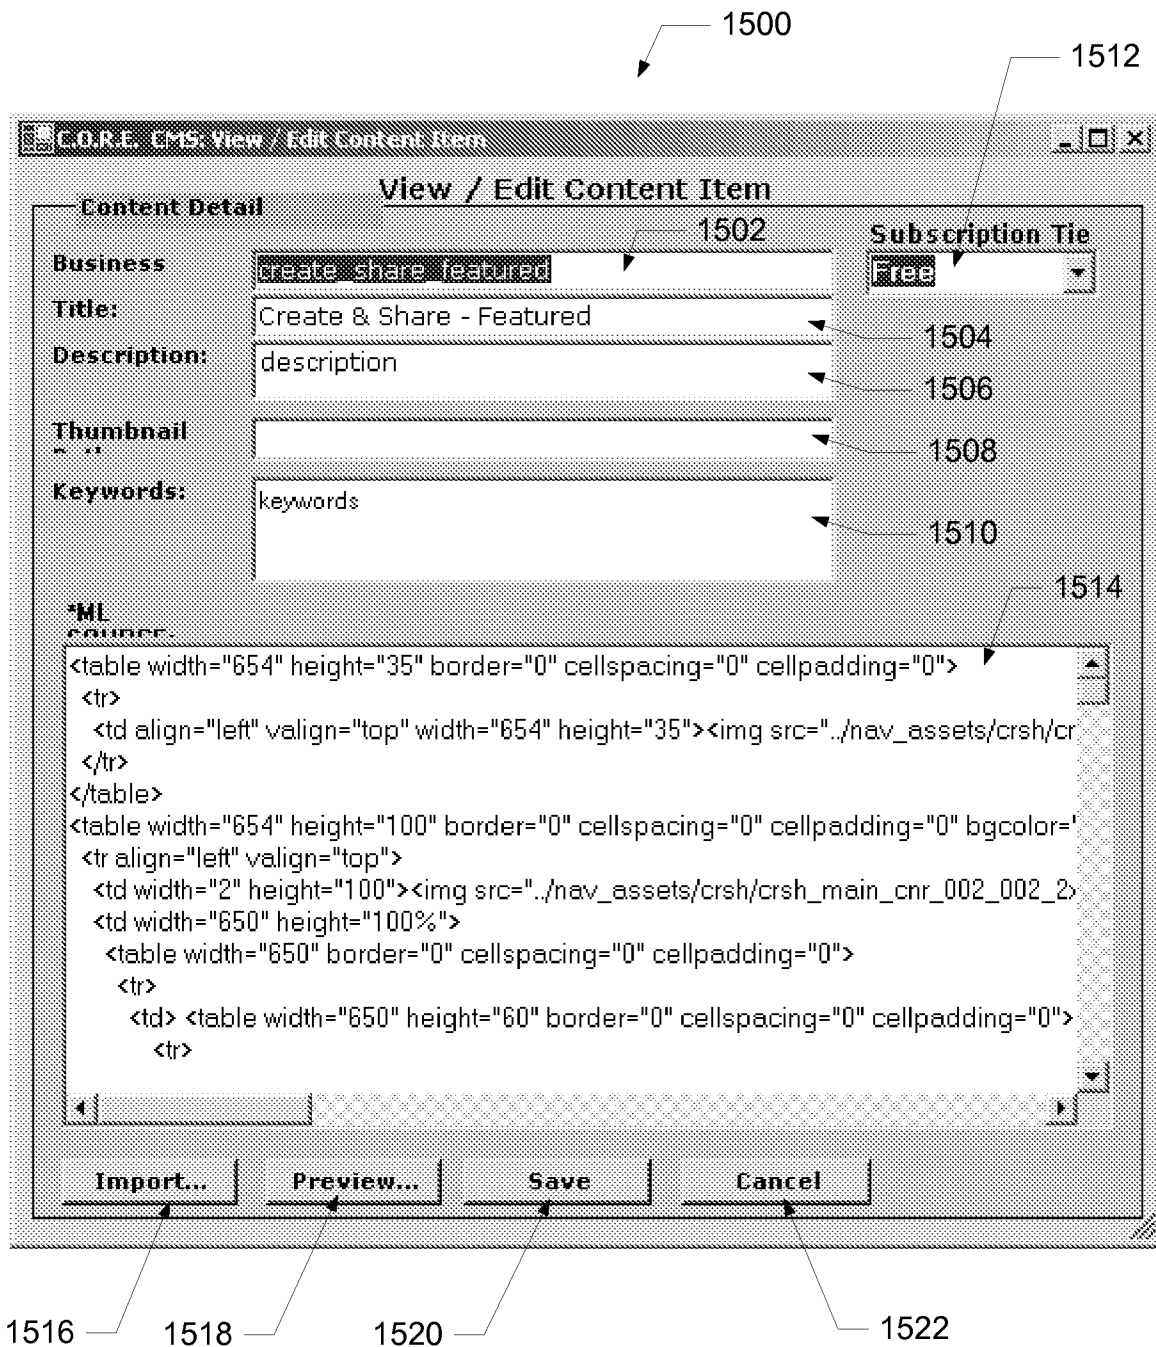 1500
1512
C.O.R.E. CMS: View / Edit Content Item
View / Edit Content Item
Content Detail
1502
Subscription Tie
Business
create_share_featured
Free
Title:
Create & Share - Featured
1504
Description:
description
1506
Thumbnail
1508
Keywords:
keywords
1510
1514
*ML
SOURCE:
<table width="654" height="35" border="0" cellspacing="0" cellpadding="0">
<tr>
<td align="left" valign="top" width="654" height="35"><img src="../nav_assets/crsh/cr
</tr>
</table>
<table width="654" height="100" border="0" cellspacing="0" cellpadding="0" bgcolor="
<tr align="left" valign="top">
<td width="2" height="100"><img src="../nav_assets/crsh/crsh_main_cnr_002_002_2x
<td width="650" height="100%">
<table width="650" border="0" cellspacing="0" cellpadding="0">
<tr>
<td> <table width="650" height="60" border="0" cellspacing="0" cellpadding="0">
<tr>
Import... Preview... Save Cancel
1516 1518 1520 1522